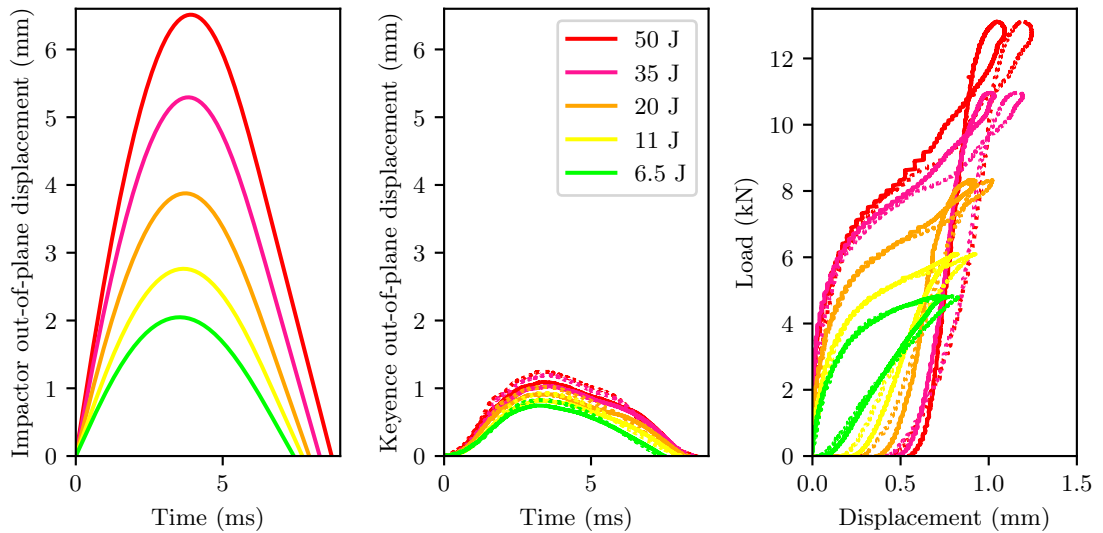 Impactor out-of-plane displacement (mm)
6
5
4
3
2
1
0
0
5
Time (ms)
Keyence out-of-plane displacement (mm)
6
5
4
3
2
1
0
0
5
Time (ms)
50 J
35 J
20 J
11 J
6.5 J
Load (kN)
12
10
8
6
4
2
0
0.0
0.5
1.0
1.5
Displacement (mm)